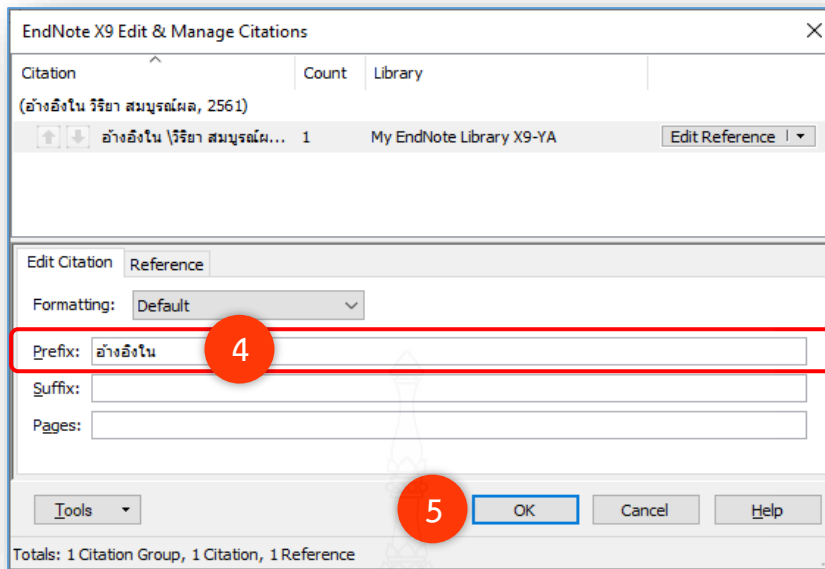 EndNote X9 Edit & Manage Citations
Citation Count Library
(อ้างอิงใน วิริยา สมบูรณ์ผล, 2561)
อ้างอิงใน \วิริยา สมบูรณ์ผ... 1 My EndNote Library X9-YA Edit Reference
Edit Citation Reference
Formatting: Default
Prefix: อ้างอิงใน 4
Suffix:
Pages:
Tools 5 OK Cancel Help
Totals: 1 Citation Group, 1 Citation, 1 Reference